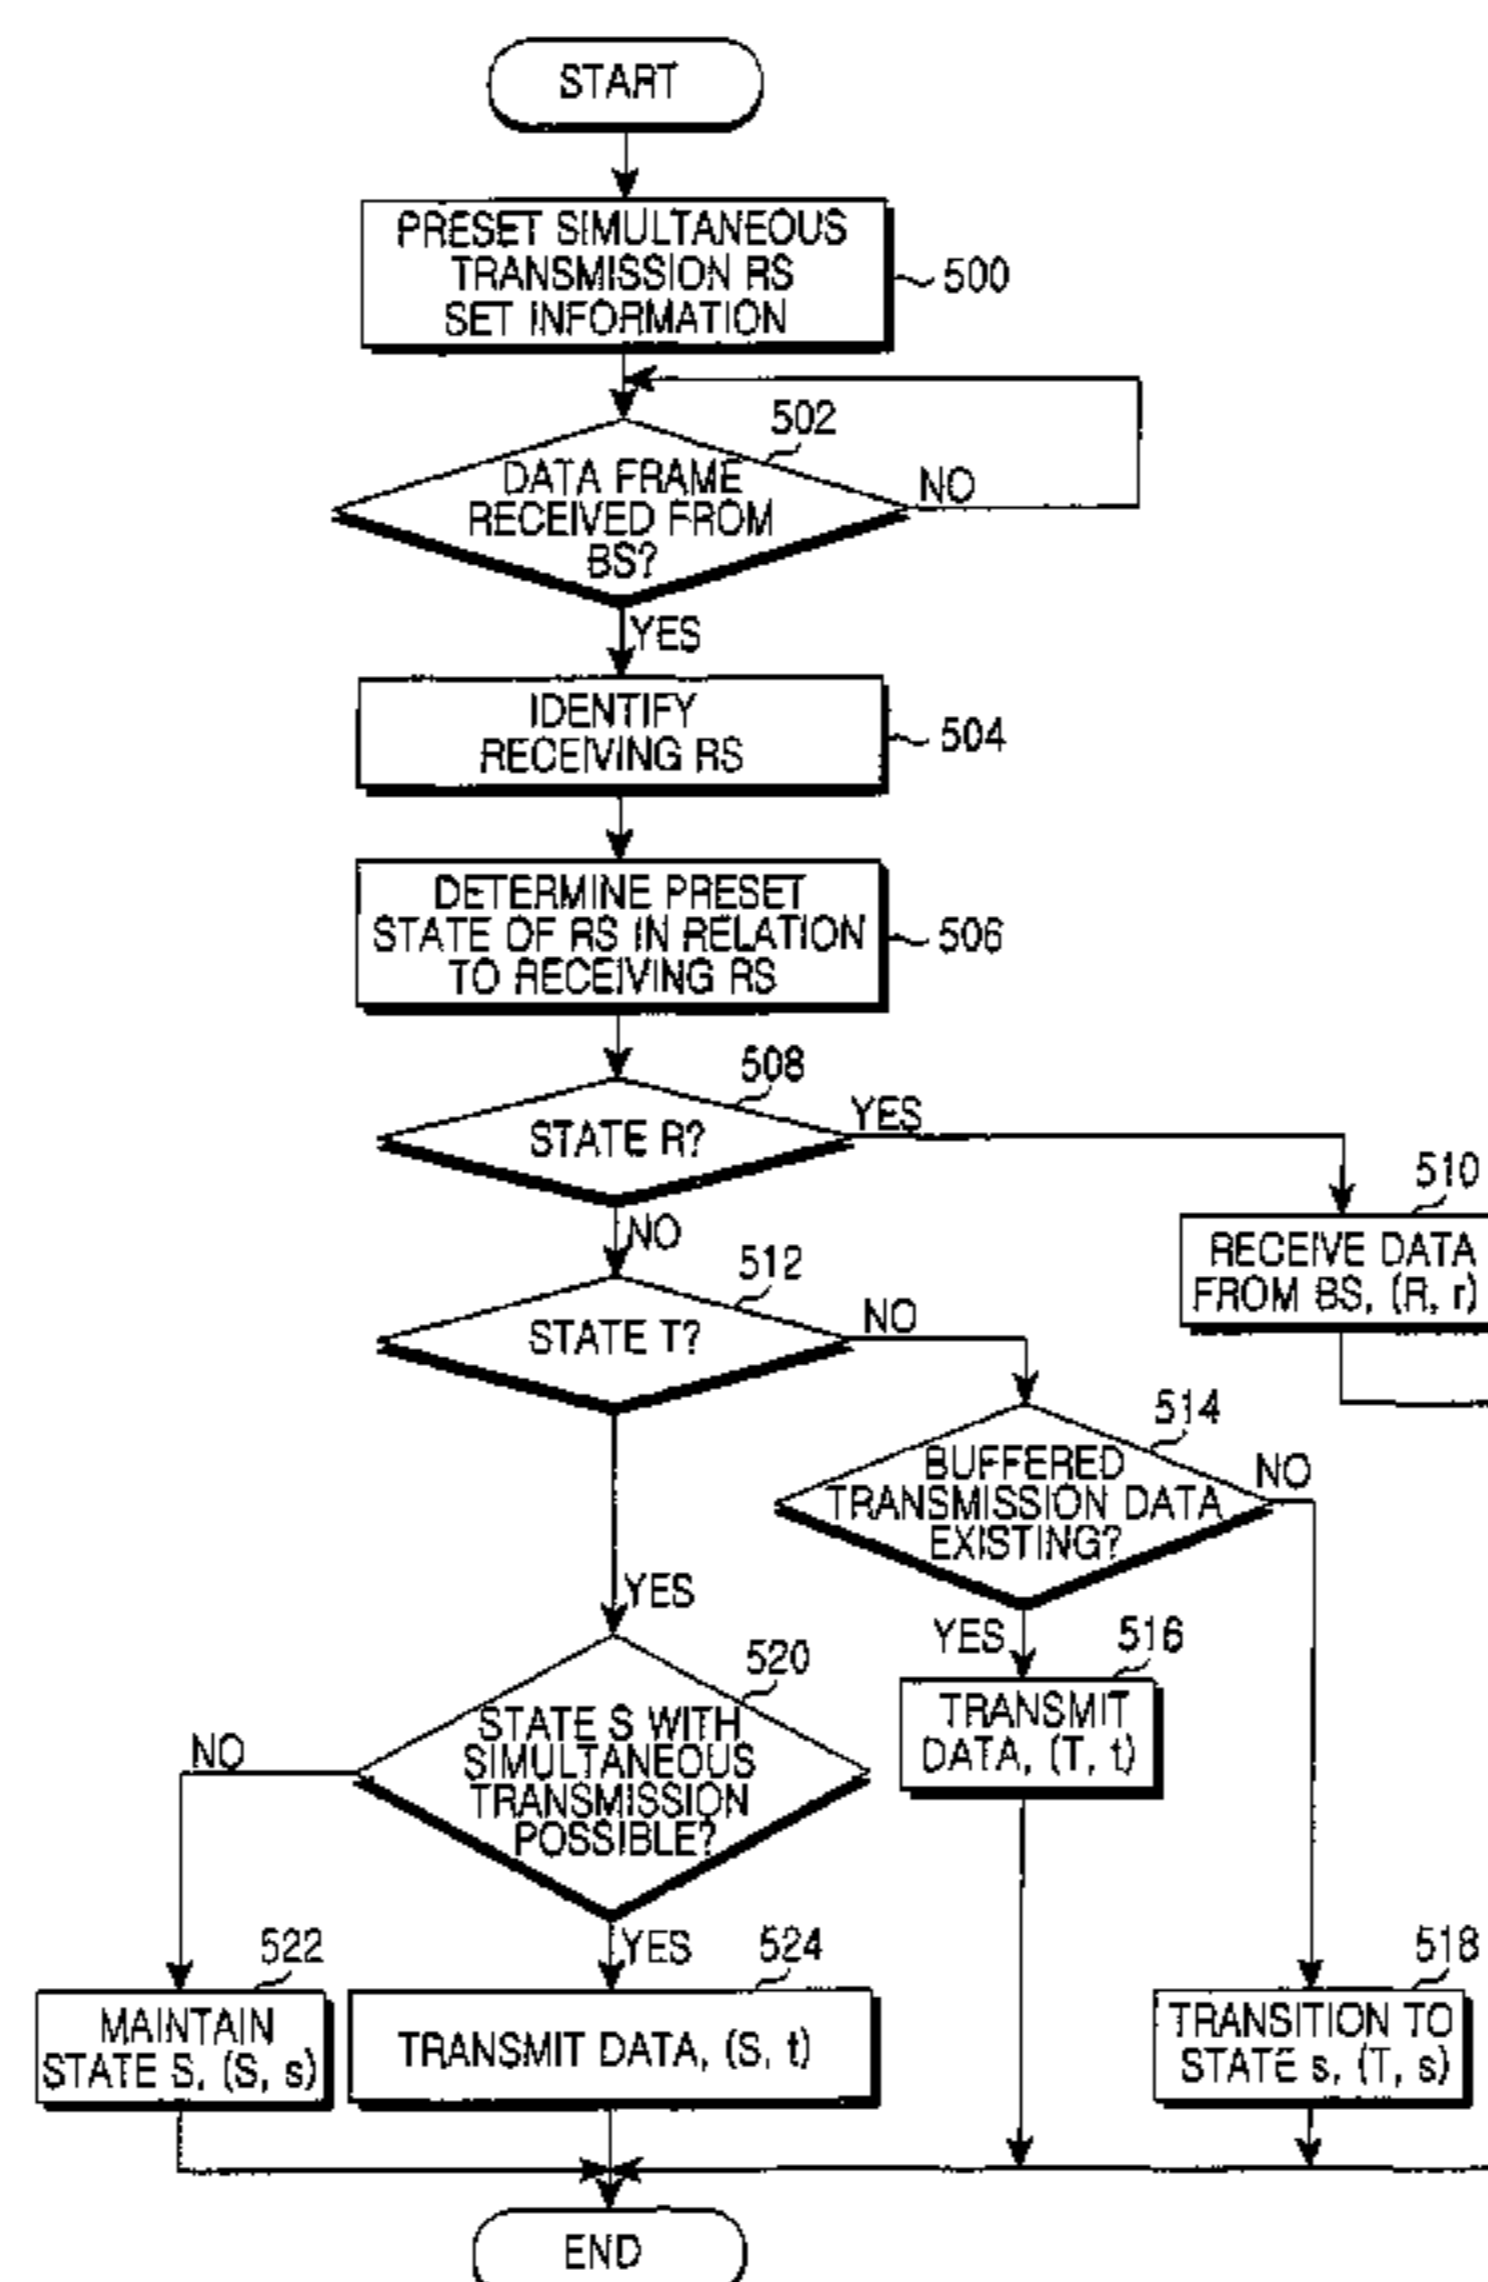 START
PRESET SIMULTANEOUS
TRANSMISSION RS
SET INFORMATION
500
502
DATA FRAME
RECEIVED FROM
BS?
NO
YES
IDENTIFY
RECEIVING RS
504
DETERMINE PRESET
STATE OF RS IN RELATION
TO RECEIVING RS
506
508
STATE R?
YES
NO
510
RECEIVE DATA
FROM BS, (R, r)
512
STATE T?
NO
YES
514
BUFFERED
TRANSMISSION DATA
EXISTING?
NO
YES
516
TRANSMIT
DATA, (T, t)
520
STATE S WITH
SIMULTANEOUS
TRANSMISSION
POSSIBLE?
NO
YES
522
MAINTAIN
STATE S, (S, s)
524
TRANSMIT DATA, (S, t)
518
TRANSITION TO
STATE s, (T, s)
END